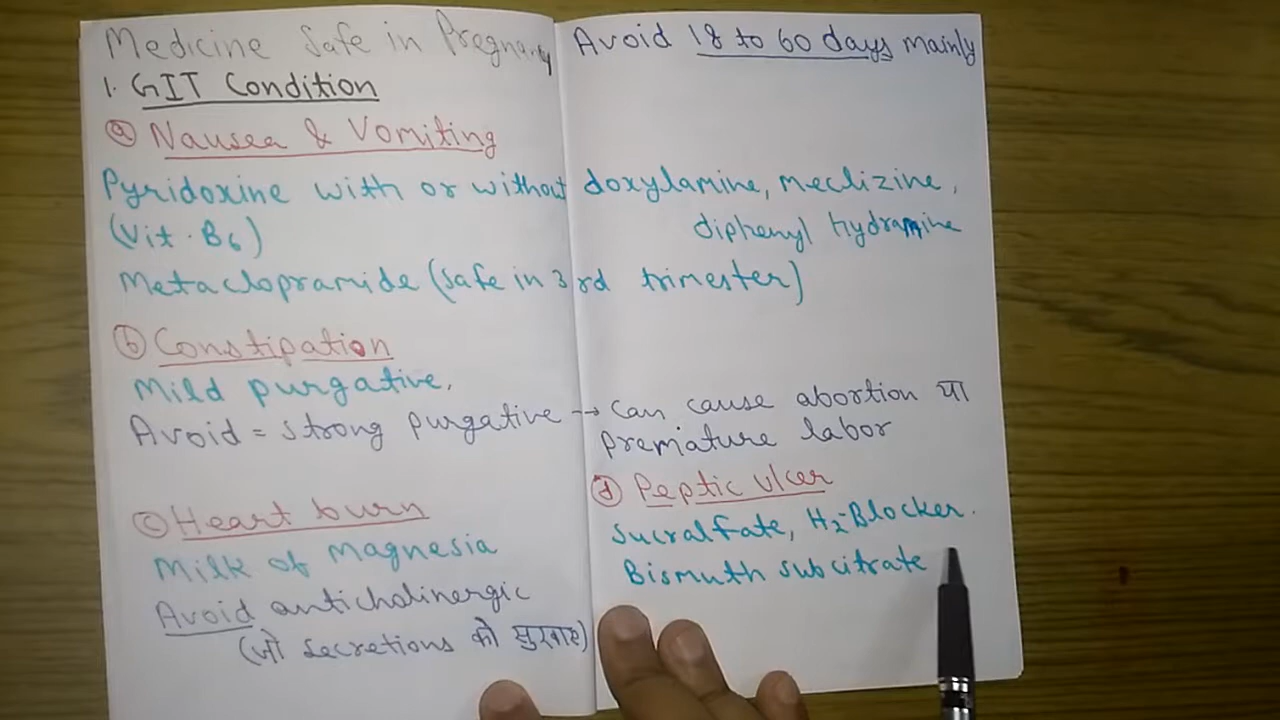 Medicine Safe in Pregnancy
1. GIT Condition
ⓐ Nausea & Vomiting
Pyridoxine with or without
(Vit. B6)
Metaclopramide (Safe in 3rd trimester)
ⓑ Constipation
Mild purgative,
Avoid = strong purgative →
ⓒ Heart burn
Milk of magnesia
Avoid anticholinergic
(जो secretions को सुखाए)
Avoid 18 to 60 days mainly
doxylamine, meclizine,
diphenyl hydramine
can cause abortion या
premature labor
ⓓ Peptic ulcer
Sucralfate, H2-Blocker.
Bismuth subcitrate